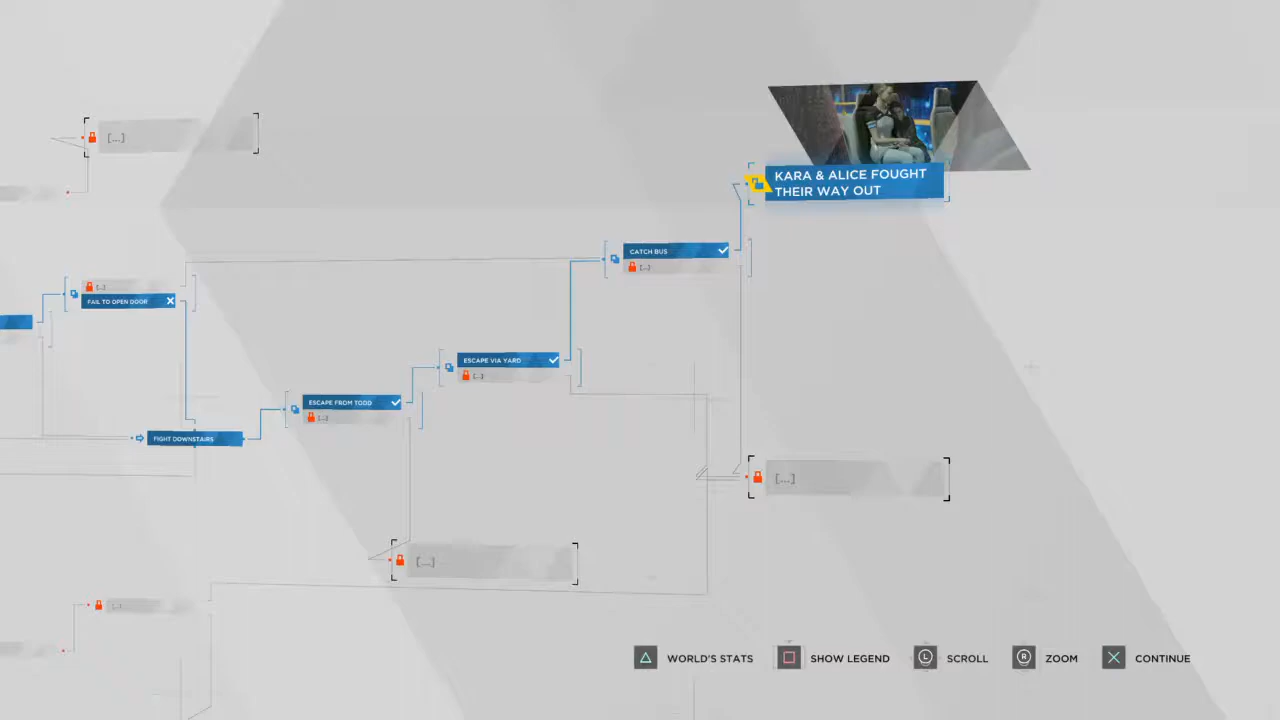 [...]
KARA & ALICE FOUGHT
THEIR WAY OUT
CATCH BUS
[...]
[...]
FAIL TO OPEN DOOR
ESCAPE VIA YARD
[...]
ESCAPE FROM TODD
[...]
FIGHT DOWNSTAIRS
[...]
[...]
[...]
WORLD'S STATS
SHOW LEGEND
L
SCROLL
R
ZOOM
CONTINUE